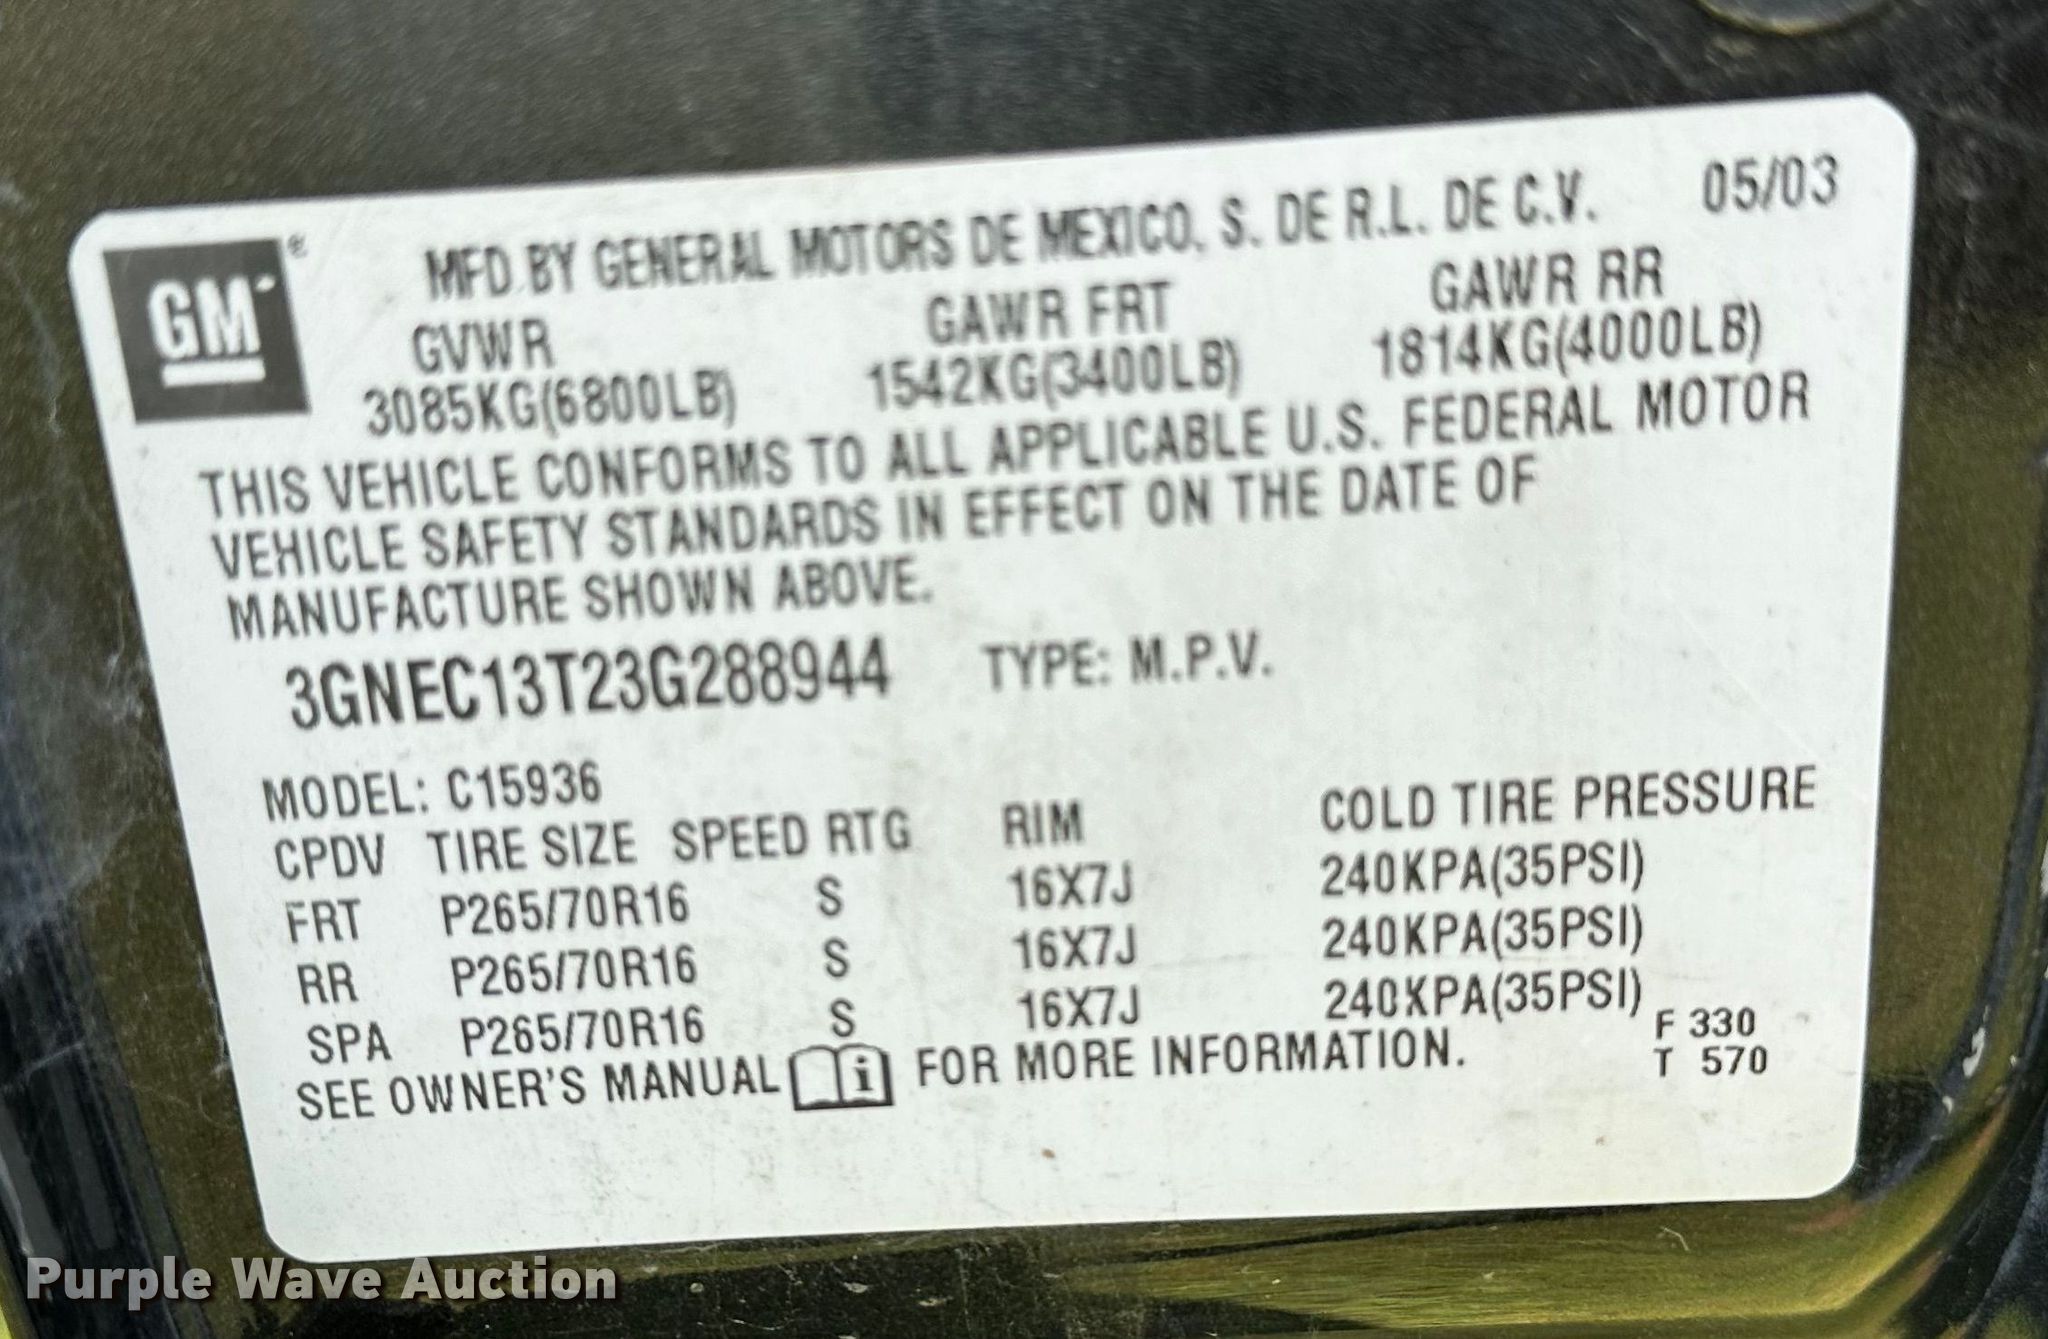 GM®
MFD BY GENERAL MOTORS DE MEXICO, S. DE R.L. DE C.V. 05/03
GVWR GAWR FRT GAWR RR
3085KG(6800LB) 1542KG(3400LB) 1814KG(4000LB)
THIS VEHICLE CONFORMS TO ALL APPLICABLE U.S. FEDERAL MOTOR
VEHICLE SAFETY STANDARDS IN EFFECT ON THE DATE OF
MANUFACTURE SHOWN ABOVE.
3GNEC13T23G288944 TYPE: M.P.V.
MODEL: C15936
CPDV TIRE SIZE SPEED RTG RIM COLD TIRE PRESSURE
FRT P265/70R16 S 16X7J 240KPA(35PSI)
RR P265/70R16 S 16X7J 240KPA(35PSI)
SPA P265/70R16 S 16X7J 240KPA(35PSI)
SEE OWNER'S MANUAL i FOR MORE INFORMATION.
F 330
T 570
Purple Wave Auction